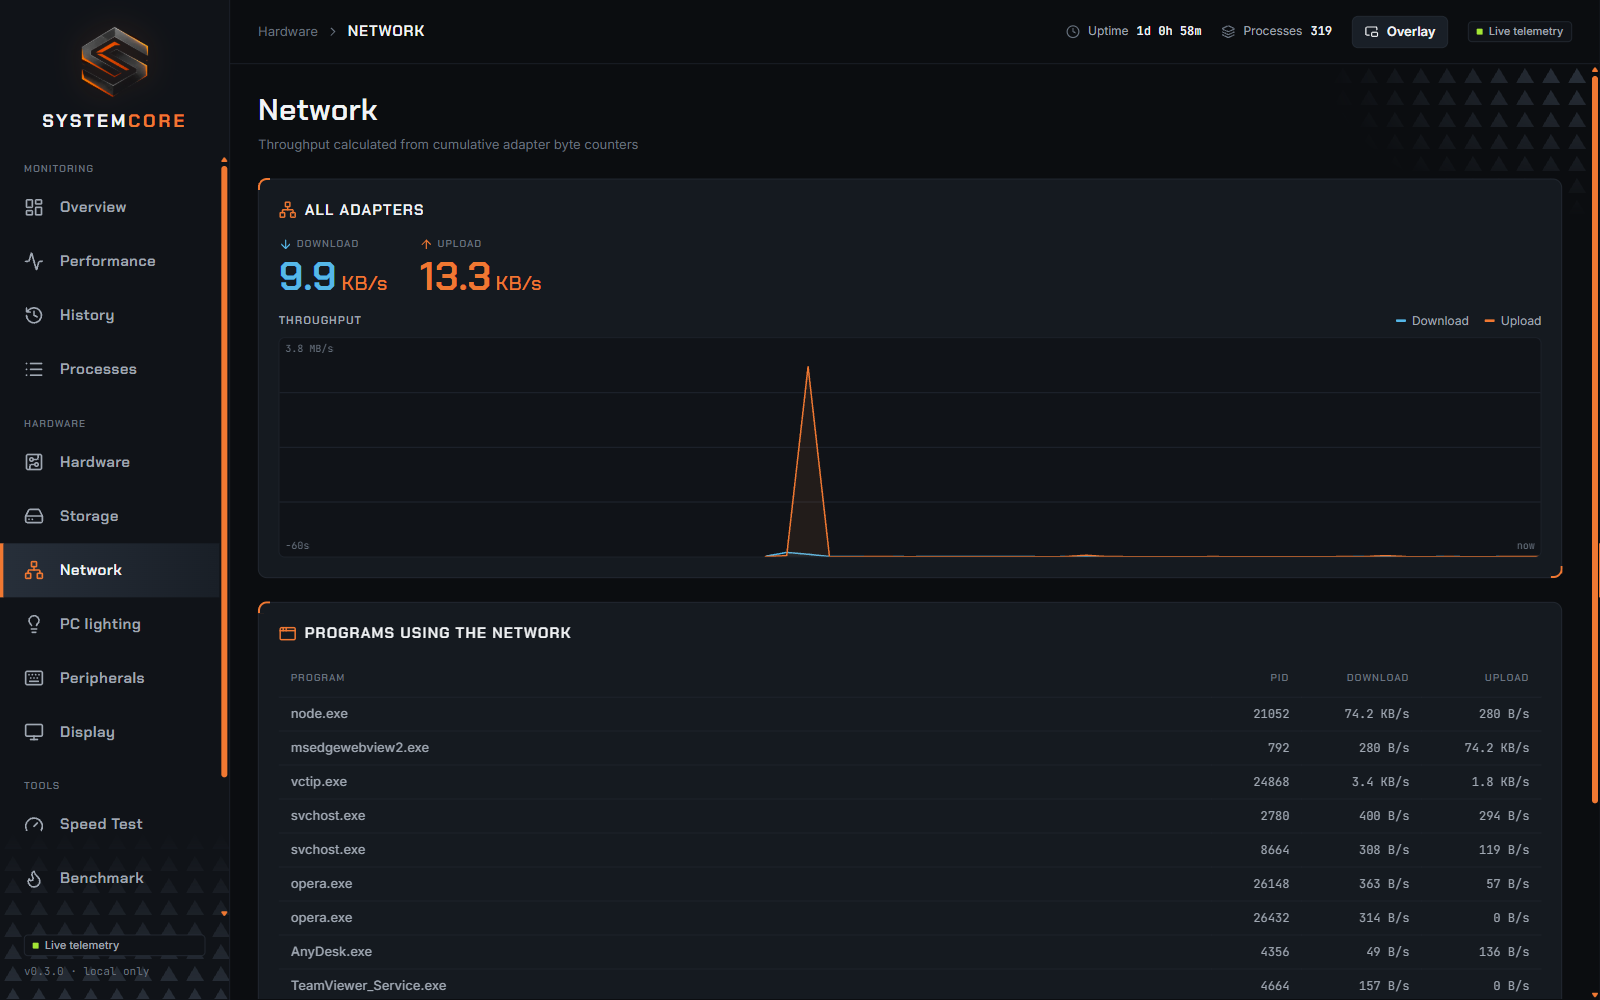 SYSTEMCORE
MONITORING
Overview
Performance
History
Processes
HARDWARE
Hardware
Storage
Network
PC lighting
Peripherals
Display
TOOLS
Speed Test
Benchmark
Live telemetry
v0.3.0 · local only
Hardware > NETWORK
Uptime 1d 0h 58m
Processes 319
Overlay
Live telemetry
Network
Throughput calculated from cumulative adapter byte counters
ALL ADAPTERS
DOWNLOAD UPLOAD
9.9 KB/s 13.3 KB/s
THROUGHPUT
Download Upload
3.8 MB/s
-60s now
PROGRAMS USING THE NETWORK
PROGRAM PID DOWNLOAD UPLOAD
node.exe 21052 74.2 KB/s 280 B/s
msedgewebview2.exe 792 280 B/s 74.2 KB/s
vctip.exe 24868 3.4 KB/s 1.8 KB/s
svchost.exe 2780 400 B/s 294 B/s
svchost.exe 8664 308 B/s 119 B/s
opera.exe 26148 363 B/s 57 B/s
opera.exe 26432 314 B/s 0 B/s
AnyDesk.exe 4356 49 B/s 136 B/s
TeamViewer_Service.exe 4664 157 B/s 0 B/s